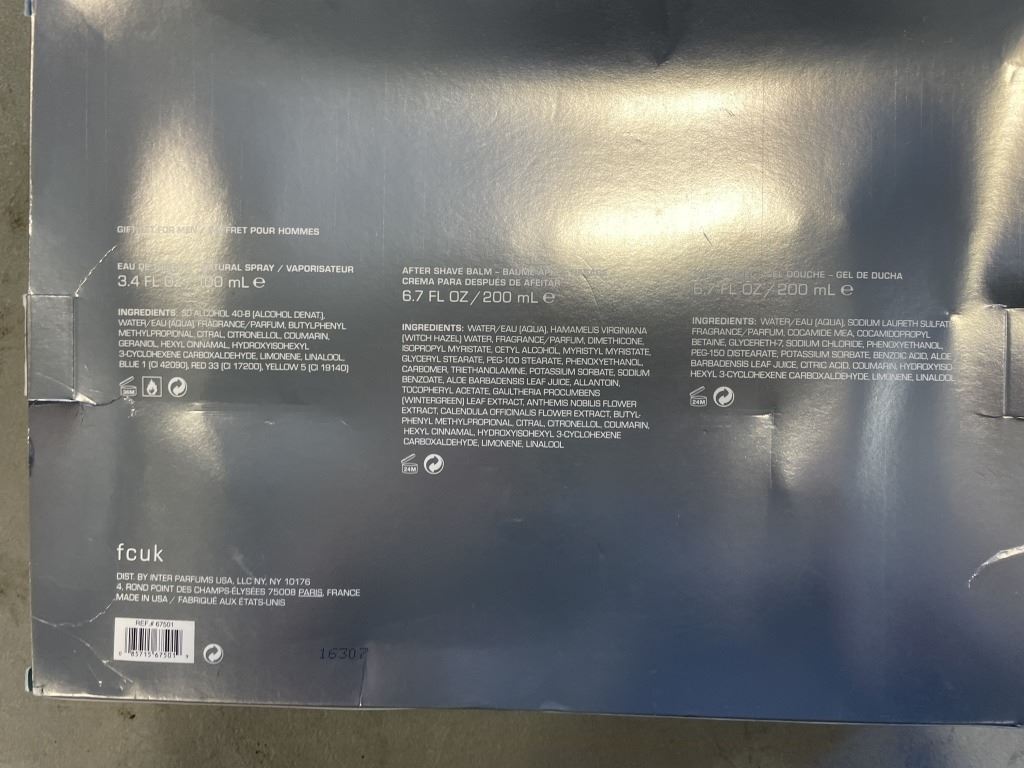 GIFT SET FOR MEN / COFFRET POUR HOMMES
EAU DE TOILETTE NATURAL SPRAY / VAPORISATEUR
3.4 FL OZ / 100 mL e
INGREDIENTS: SD ALCOHOL 40-B (ALCOHOL DENAT.),
WATER/EAU (AQUA), FRAGRANCE/PARFUM, BUTYLPHENYL
METHYLPROPIONAL, CITRAL, CITRONELLOL, COUMARIN,
GERANIOL, HEXYL CINNAMAL, HYDROXYISOHEXYL
3-CYCLOHEXENE CARBOXALDEHYDE, LIMONENE, LINALOOL,
BLUE 1 (CI 42090), RED 33 (CI 17200), YELLOW 5 (CI 19140)
36M
AFTER SHAVE BALM – BAUME APRÈS-RASAGE
CREMA PARA DESPUÉS DE AFEITAR
6.7 FL OZ / 200 mL e
INGREDIENTS: WATER/EAU (AQUA), HAMAMELIS VIRGINIANA
(WITCH HAZEL) WATER, FRAGRANCE/PARFUM, DIMETHICONE,
ISOPROPYL MYRISTATE, CETYL ALCOHOL, MYRISTYL MYRISTATE,
GLYCERYL STEARATE, PEG-100 STEARATE, PHENOXYETHANOL,
CARBOMER, TRIETHANOLAMINE, POTASSIUM SORBATE, SODIUM
BENZOATE, ALOE BARBADENSIS LEAF JUICE, ALLANTOIN,
TOCOPHERYL ACETATE, GAULTHERIA PROCUMBENS
(WINTERGREEN) LEAF EXTRACT, ANTHEMIS NOBILIS FLOWER
EXTRACT, CALENDULA OFFICINALIS FLOWER EXTRACT, BUTYL-
PHENYL METHYLPROPIONAL, CITRAL, CITRONELLOL, COUMARIN,
HEXYL CINNAMAL, HYDROXYISOHEXYL 3-CYCLOHEXENE
CARBOXALDEHYDE, LIMONENE, LINALOOL
24M
GEL DOUCHE – GEL DE DUCHA
6.7 FL OZ / 200 mL e
INGREDIENTS: WATER/EAU (AQUA), SODIUM LAURETH SULFATE,
FRAGRANCE/PARFUM, COCAMIDE MEA, COCAMIDOPROPYL
BETAINE, GLYCERETH-7, SODIUM CHLORIDE, PHENOXYETHANOL,
PEG-150 DISTEARATE, POTASSIUM SORBATE, BENZOIC ACID, ALOE
BARBADENSIS LEAF JUICE, CITRIC ACID, COUMARIN, HYDROXYISO-
HEXYL 3-CYCLOHEXENE CARBOXALDEHYDE, LIMONENE, LINALOOL
24M
fcuk
DIST. BY INTER PARFUMS USA, LLC NY, NY 10176
4, ROND POINT DES CHAMPS-ÉLYSÉES 75008 PARIS, FRANCE
MADE IN USA / FABRIQUÉ AUX ÉTATS-UNIS
REF.# 67501
0 85715 67501 9
16307